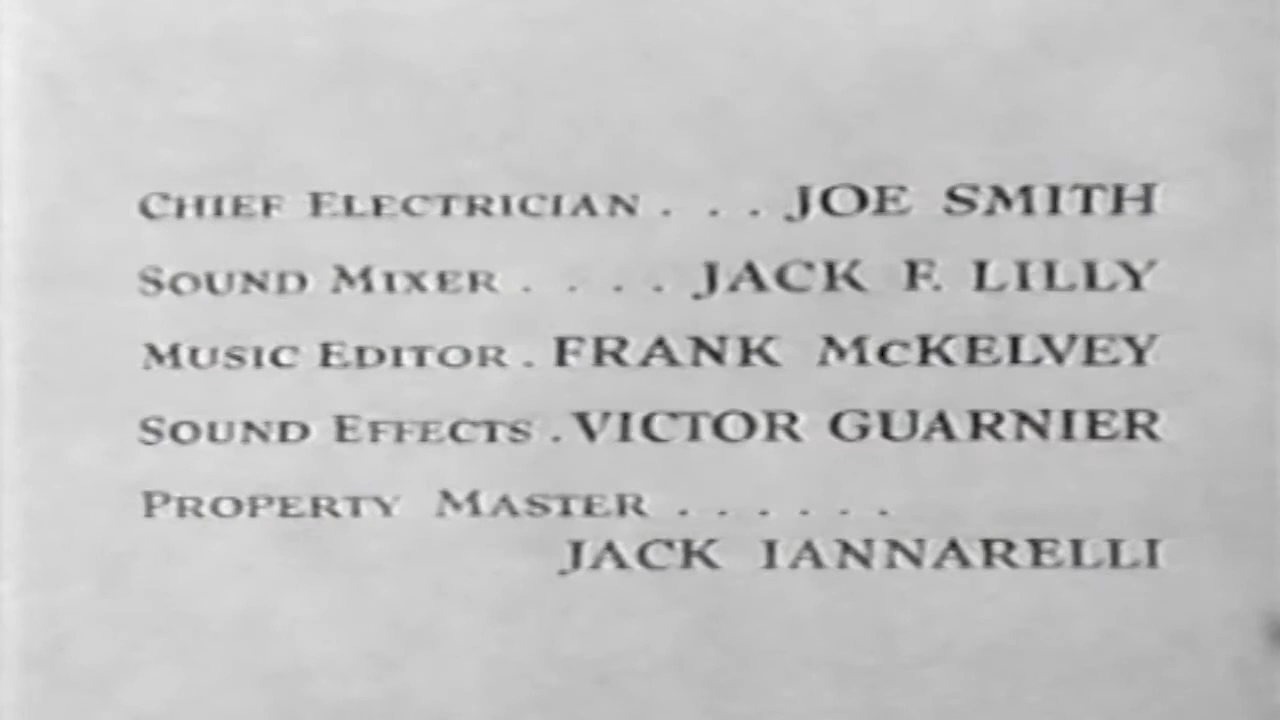 CHIEF ELECTRICIAN . . . JOE SMITH
SOUND MIXER . . . . JACK F. LILLY
MUSIC EDITOR . FRANK McKELVEY
SOUND EFFECTS . VICTOR GUARNIER
PROPERTY MASTER . . . . . .
JACK IANNARELLI